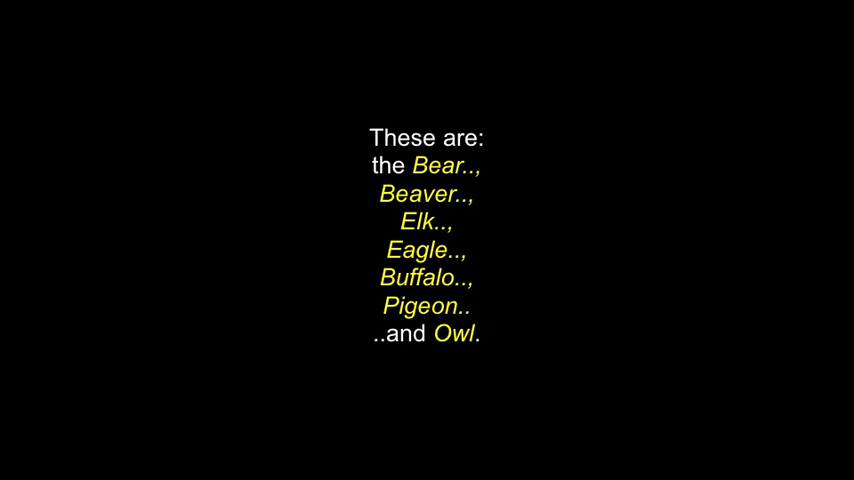 These are:
the Bear..,
Beaver..,
Elk..,
Eagle..,
Buffalo..,
Pigeon..
..and Owl.